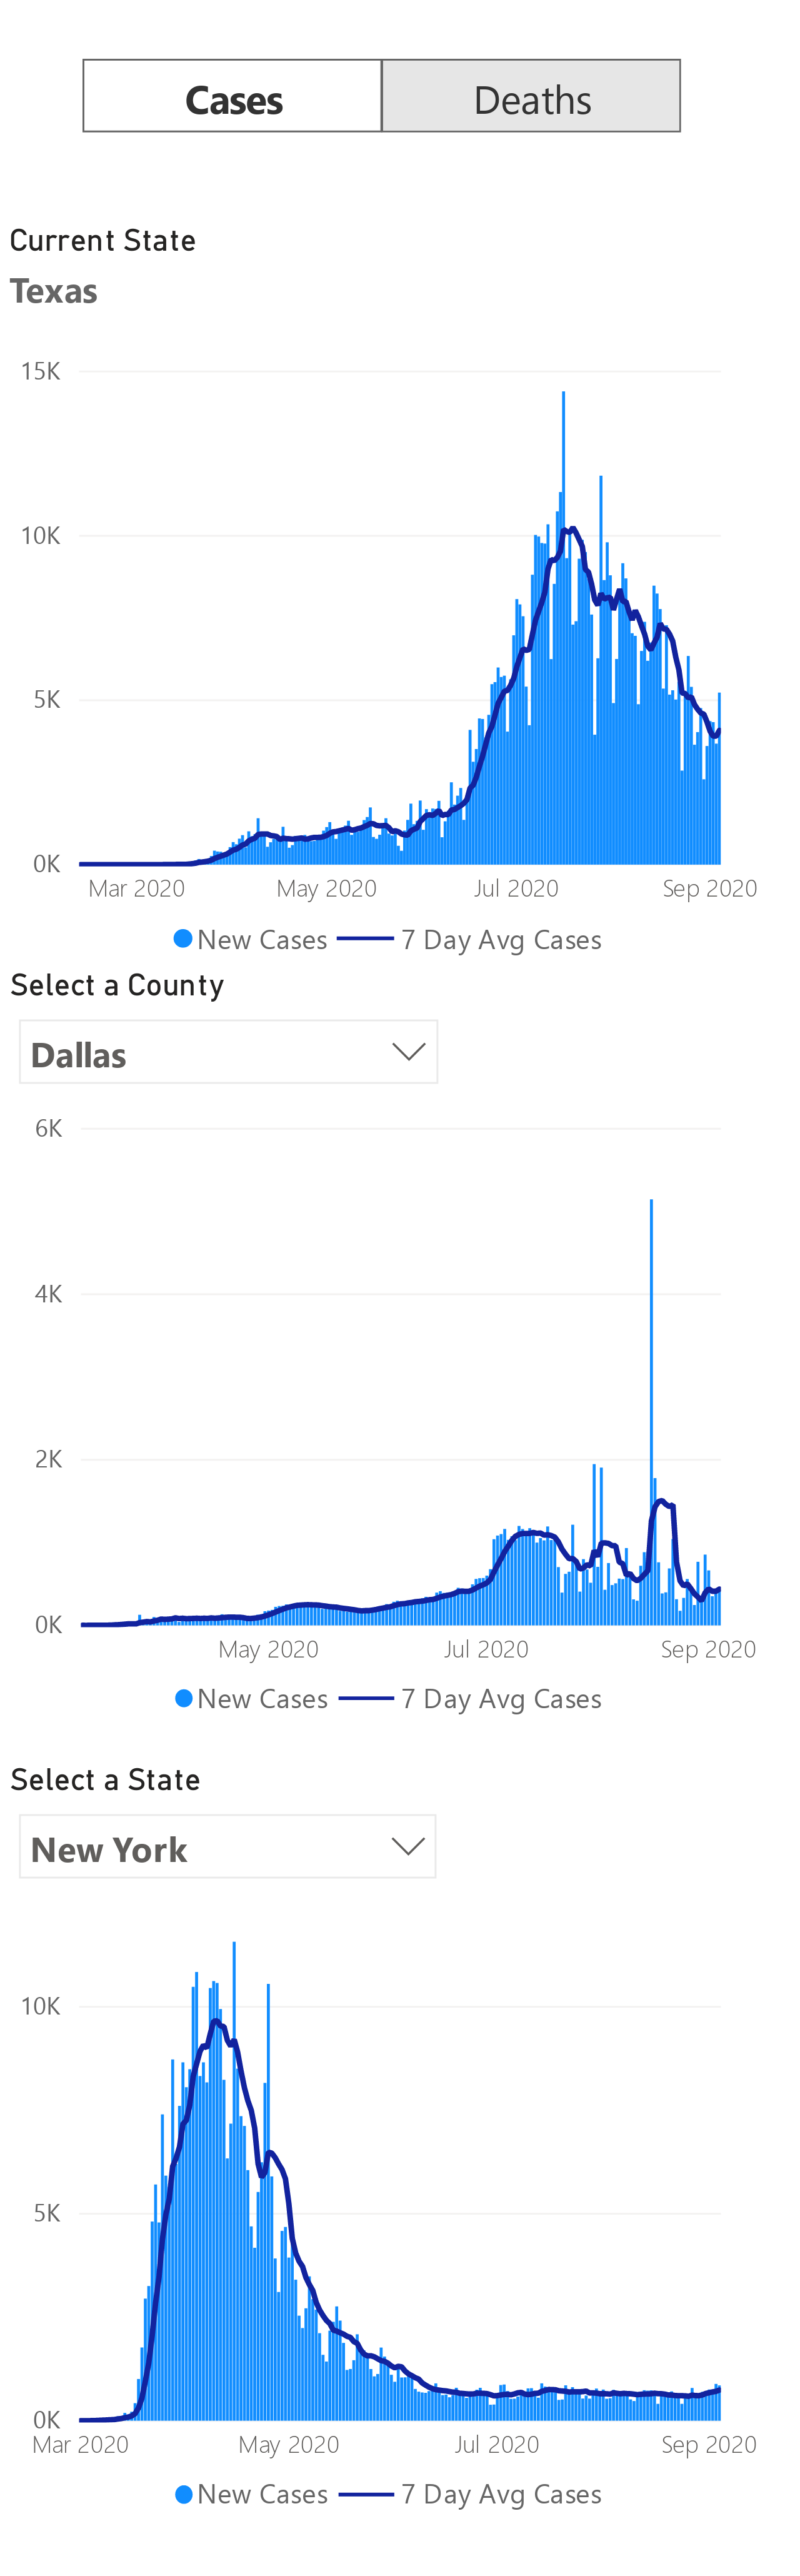 Cases Deaths
Current State
Texas
15K
10K
5K
0K
Mar 2020 May 2020 Jul 2020 Sep 2020
New Cases 7 Day Avg Cases
Select a County
Dallas
6K
4K
2K
0K
May 2020 Jul 2020 Sep 2020
New Cases 7 Day Avg Cases
Select a State
New York
10K
5K
0K
Mar 2020 May 2020 Jul 2020 Sep 2020
New Cases 7 Day Avg Cases